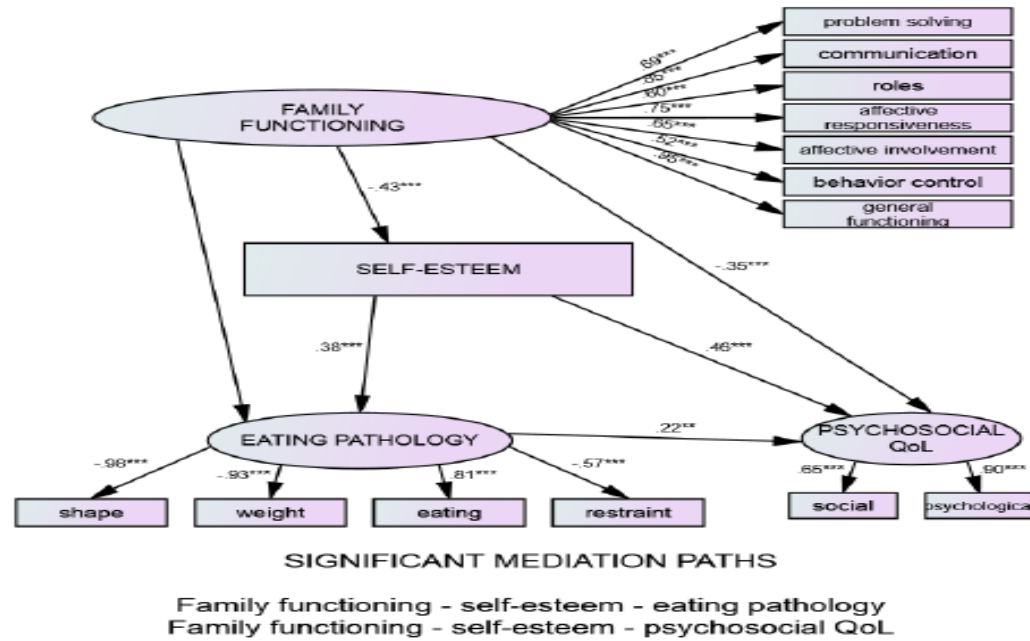 problem solving
communication
roles
affective
responsiveness
affective involvement
behavior control
general
functioning
.69***
.85***
.60***
.75***
.65***
.52***
.95***
FAMILY
FUNCTIONING
-.43***
-.35***
SELF-ESTEEM
.38***
.46***
EATING PATHOLOGY
.22**
PSYCHOSOCIAL
QoL
-.98***
-.93***
.81***
-.57***
.65***
.90***
shape
weight
eating
restraint
social
psychological
SIGNIFICANT MEDIATION PATHS
Family functioning - self-esteem - eating pathology
Family functioning - self-esteem - psychosocial QoL